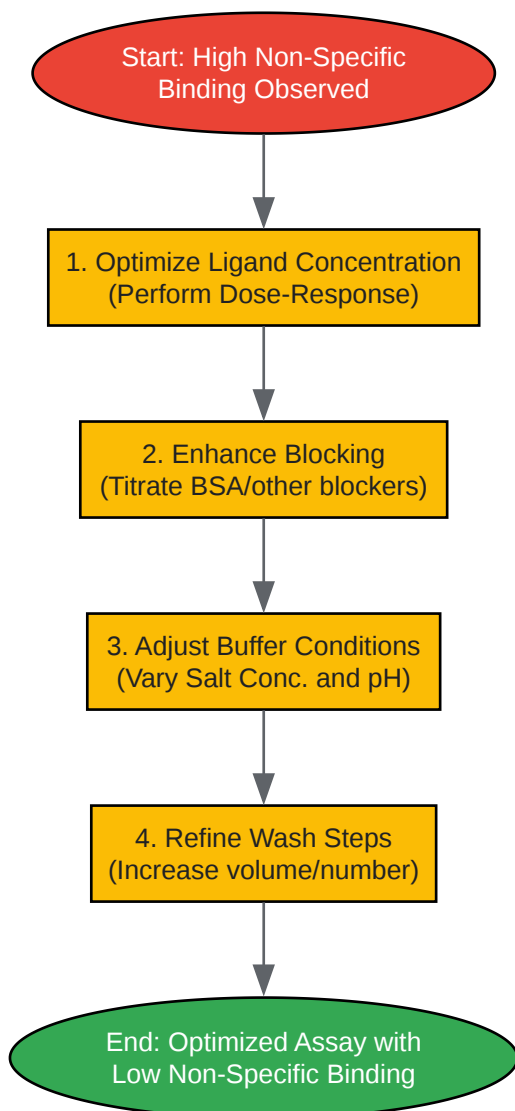 Start: High Non-Specific
Binding Observed
1. Optimize Ligand Concentration
(Perform Dose-Response)
2. Enhance Blocking
(Titrate BSA/other blockers)
3. Adjust Buffer Conditions
(Vary Salt Conc. and pH)
4. Refine Wash Steps
(Increase volume/number)
End: Optimized Assay with
Low Non-Specific Binding